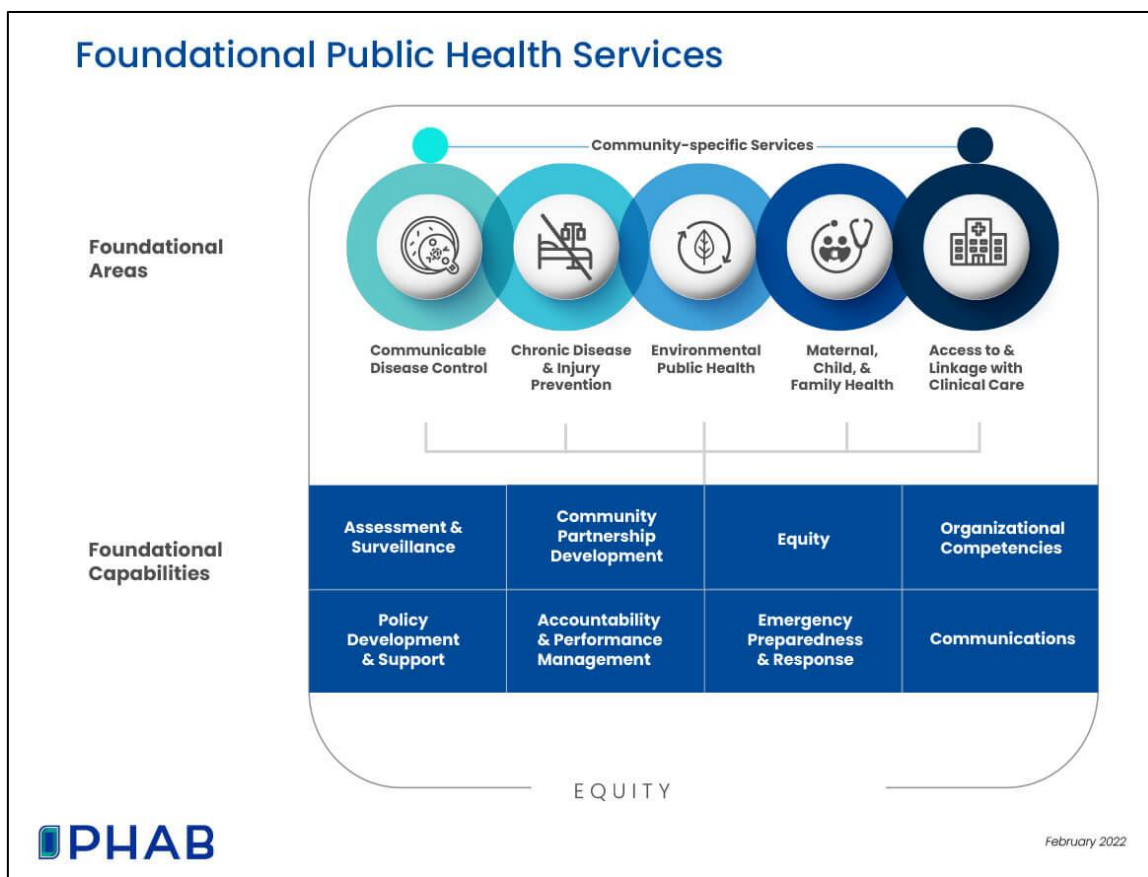 Foundational Public Health Services
Community-specific Services
Foundational
Areas
Communicable
Disease Control
Chronic Disease
& Injury
Prevention
Environmental
Public Health
Maternal,
Child, &
Family Health
Access to &
Linkage with
Clinical Care
Foundational
Capabilities
Assessment &
Surveillance
Community
Partnership
Development
Equity
Organizational
Competencies
Policy
Development
& Support
Accountability
& Performance
Management
Emergency
Preparedness
& Response
Communications
EQUITY
PHAB
February 2022